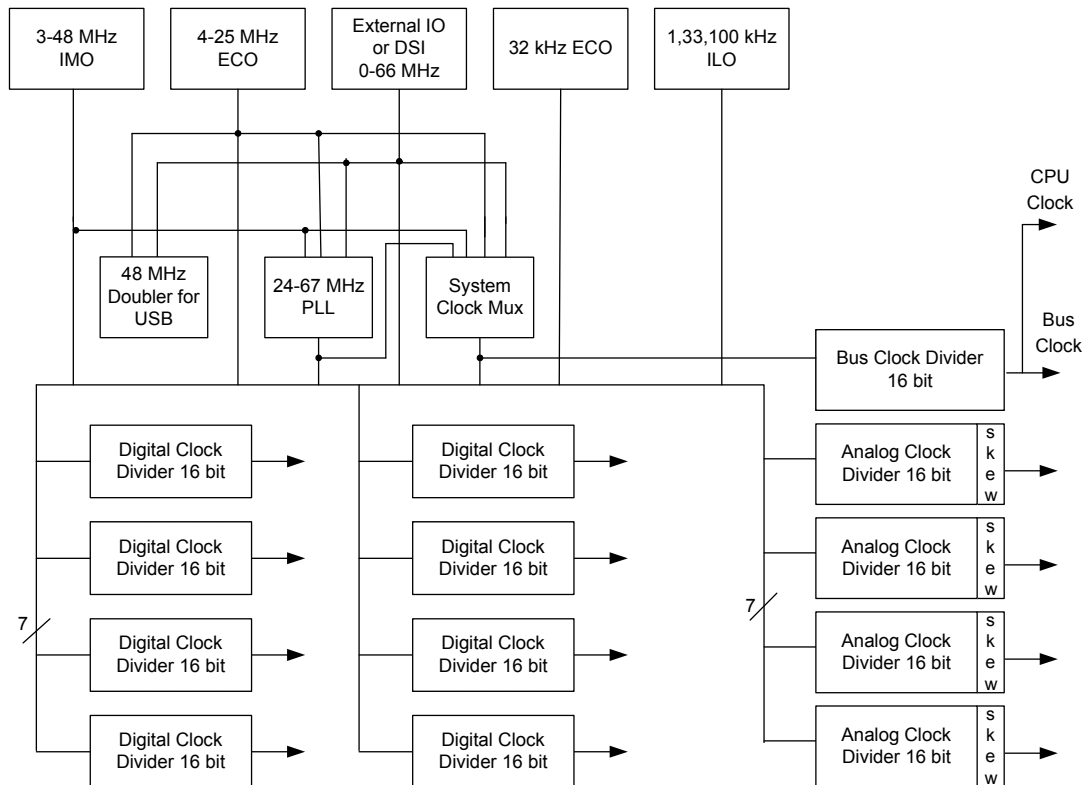 3-48 MHz
IMO
4-25 MHz
ECO
External IO
or DSI
0-66 MHz
32 kHz ECO
1,33,100 kHz
ILO
CPU
Clock
48 MHz
Doubler for
USB
24-67 MHz
PLL
System
Clock Mux
Bus
Clock
Bus Clock Divider
16 bit
Digital Clock
Divider 16 bit
Digital Clock
Divider 16 bit
Analog Clock
Divider 16 bit
s
k
e
w
Digital Clock
Divider 16 bit
Digital Clock
Divider 16 bit
Analog Clock
Divider 16 bit
s
k
e
w
7
7
Digital Clock
Divider 16 bit
Digital Clock
Divider 16 bit
Analog Clock
Divider 16 bit
s
k
e
w
Digital Clock
Divider 16 bit
Digital Clock
Divider 16 bit
Analog Clock
Divider 16 bit
s
k
e
w